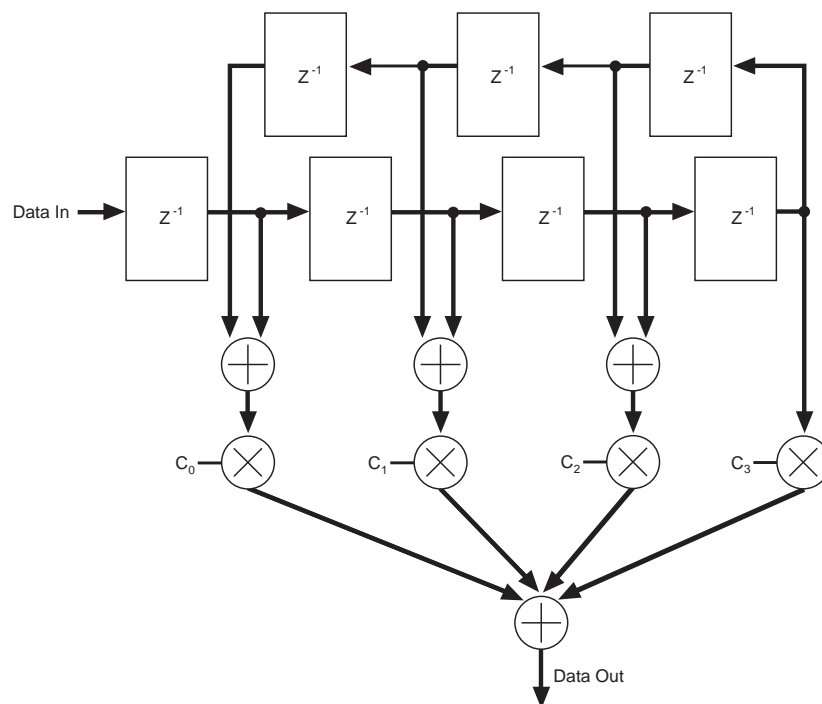 Z⁻¹ Z⁻¹ Z⁻¹
Data In Z⁻¹ Z⁻¹ Z⁻¹ Z⁻¹
C₀ C₁ C₂ C₃
Data Out